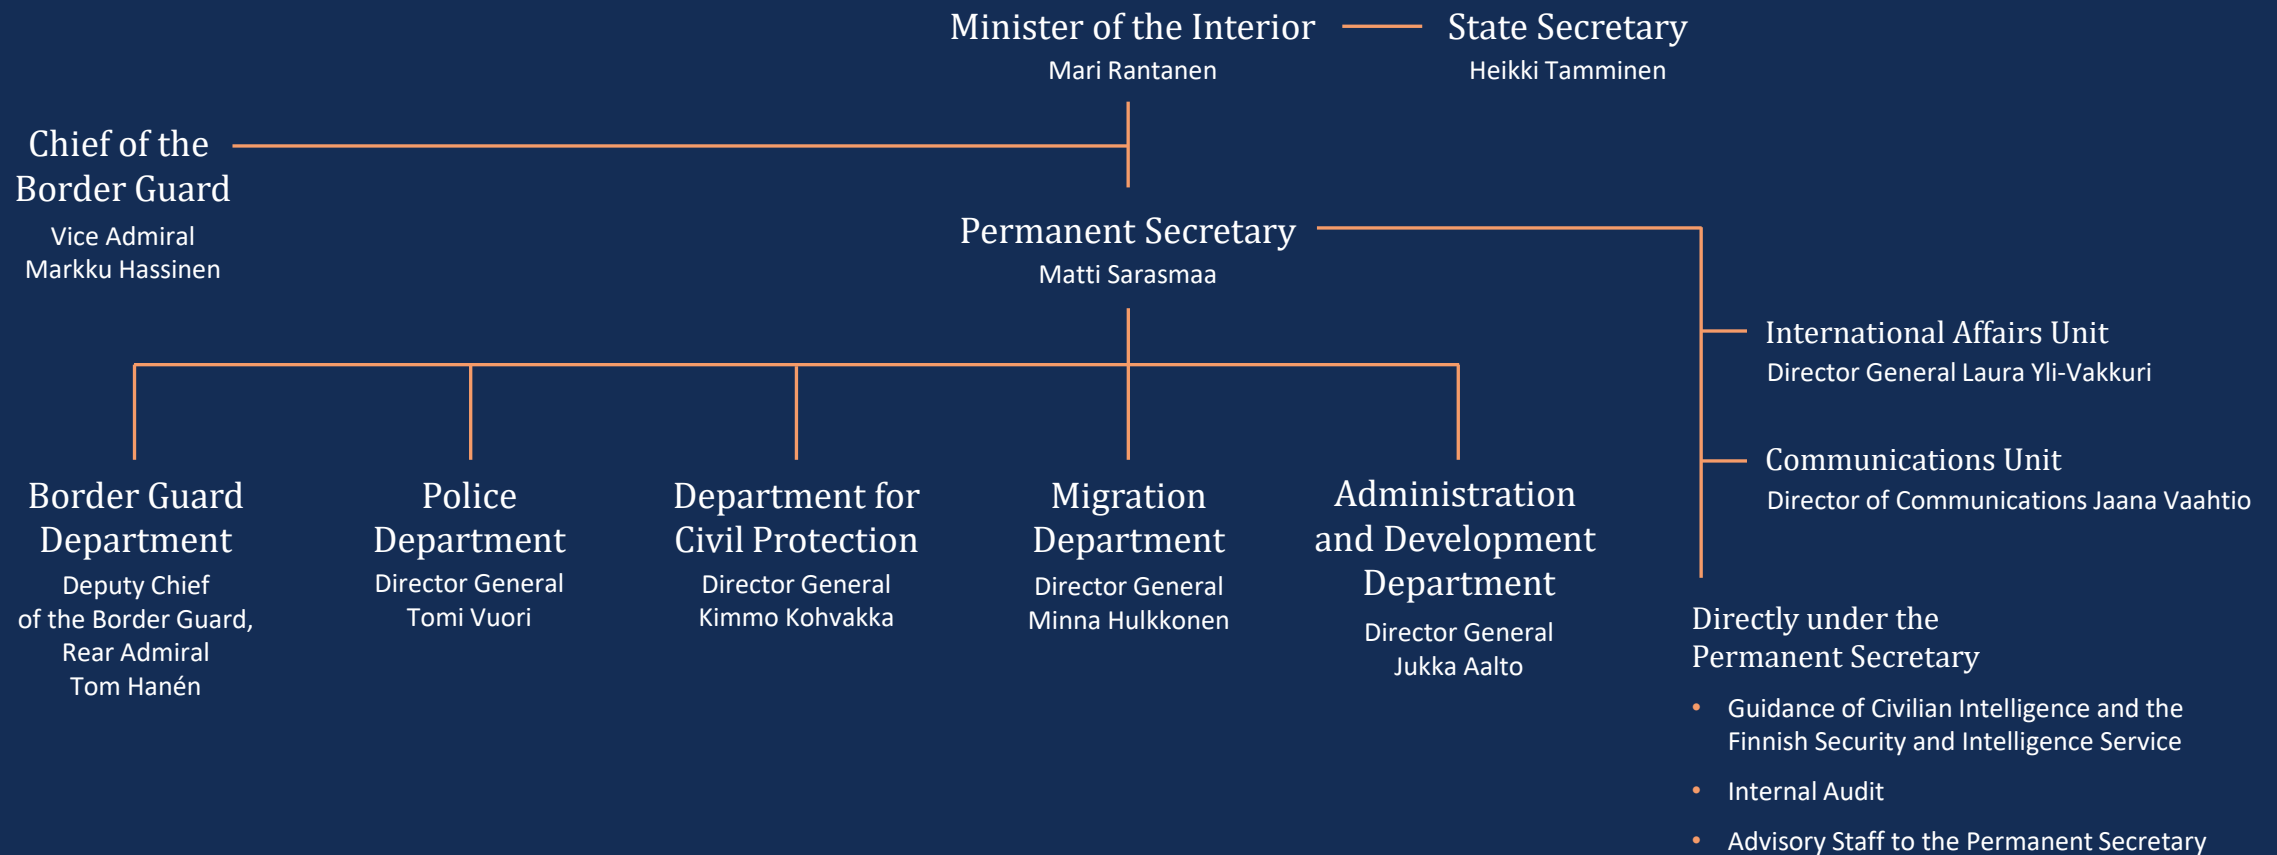 Minister of the Interior
Mari Rantanen
State Secretary
Heikki Tamminen
Chief of the
Border Guard
Vice Admiral
Markku Hassinen
Permanent Secretary
Matti Sarasmaa
International Affairs Unit
Director General Laura Yli-Vakkuri
Communications Unit
Director of Communications Jaana Vaahtio
Border Guard
Department
Deputy Chief
of the Border Guard,
Rear Admiral
Tom Hanén
Police
Department
Director General
Tomi Vuori
Department for
Civil Protection
Director General
Kimmo Kohvakka
Migration
Department
Director General
Minna Hulkkonen
Administration
and Development
Department
Director General
Jukka Aalto
Directly under the
Permanent Secretary
• Guidance of Civilian Intelligence and the
Finnish Security and Intelligence Service
• Internal Audit
• Advisory Staff to the Permanent Secretary